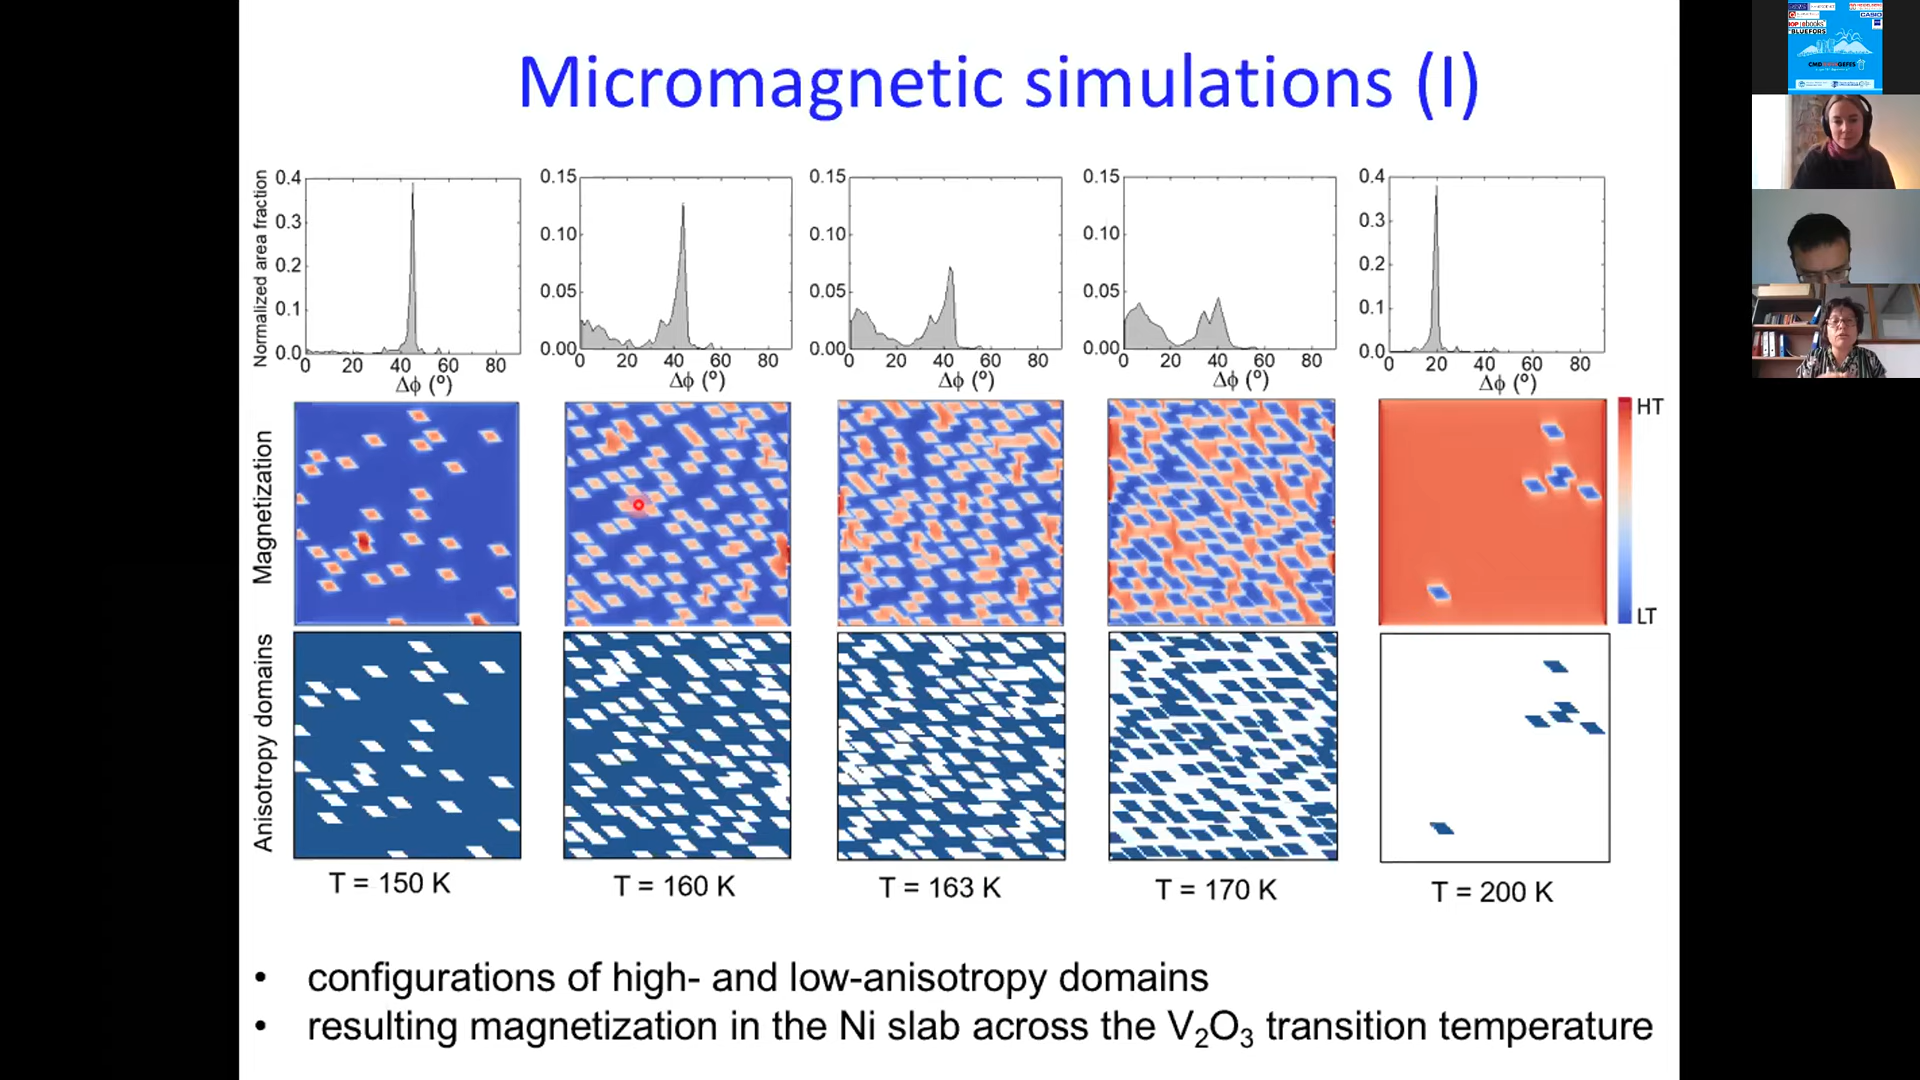 Micromagnetic simulations (I)
Normalized area fraction
0.4
0.3
0.2
0.1
0.0
0 20 40 60 80
Δϕ (º)
0.15
0.10
0.05
0.00
0 20 40 60 80
Δϕ (º)
0.15
0.10
0.05
0.00
0 20 40 60 80
Δϕ (º)
0.15
0.10
0.05
0.00
0 20 40 60 80
Δϕ (º)
0.4
0.3
0.2
0.1
0.0
0 20 40 60 80
Δϕ (º)
Magnetization
HT
LT
Anisotropy domains
T = 150 K
T = 160 K
T = 163 K
T = 170 K
T = 200 K
• configurations of high- and low-anisotropy domains
• resulting magnetization in the Ni slab across the V₂O₃ transition temperature
CASIO
IOP ebooks
BLUEFORS